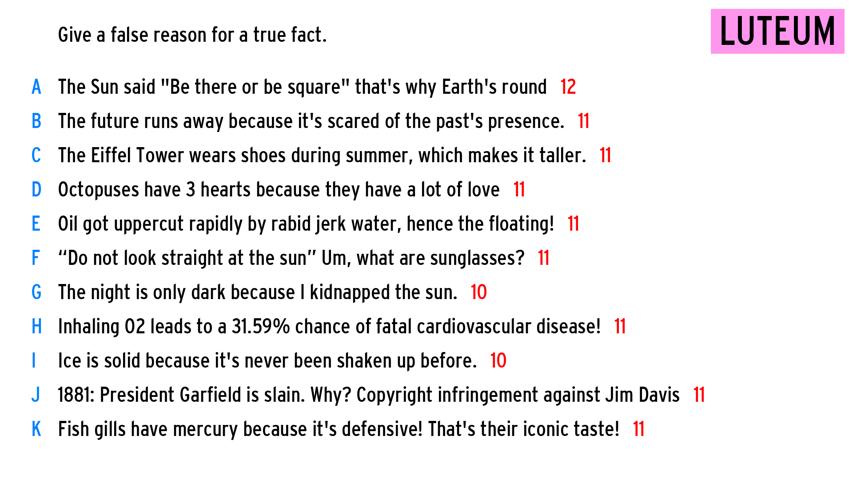 Give a false reason for a true fact.
LUTEUM
A The Sun said "Be there or be square" that's why Earth's round 12
B The future runs away because it's scared of the past's presence. 11
C The Eiffel Tower wears shoes during summer, which makes it taller. 11
D Octopuses have 3 hearts because they have a lot of love 11
E Oil got uppercut rapidly by rabid jerk water, hence the floating! 11
F “Do not look straight at the sun” Um, what are sunglasses? 11
G The night is only dark because I kidnapped the sun. 10
H Inhaling O2 leads to a 31.59% chance of fatal cardiovascular disease! 11
I Ice is solid because it's never been shaken up before. 10
J 1881: President Garfield is slain. Why? Copyright infringement against Jim Davis 11
K Fish gills have mercury because it's defensive! That's their iconic taste! 11